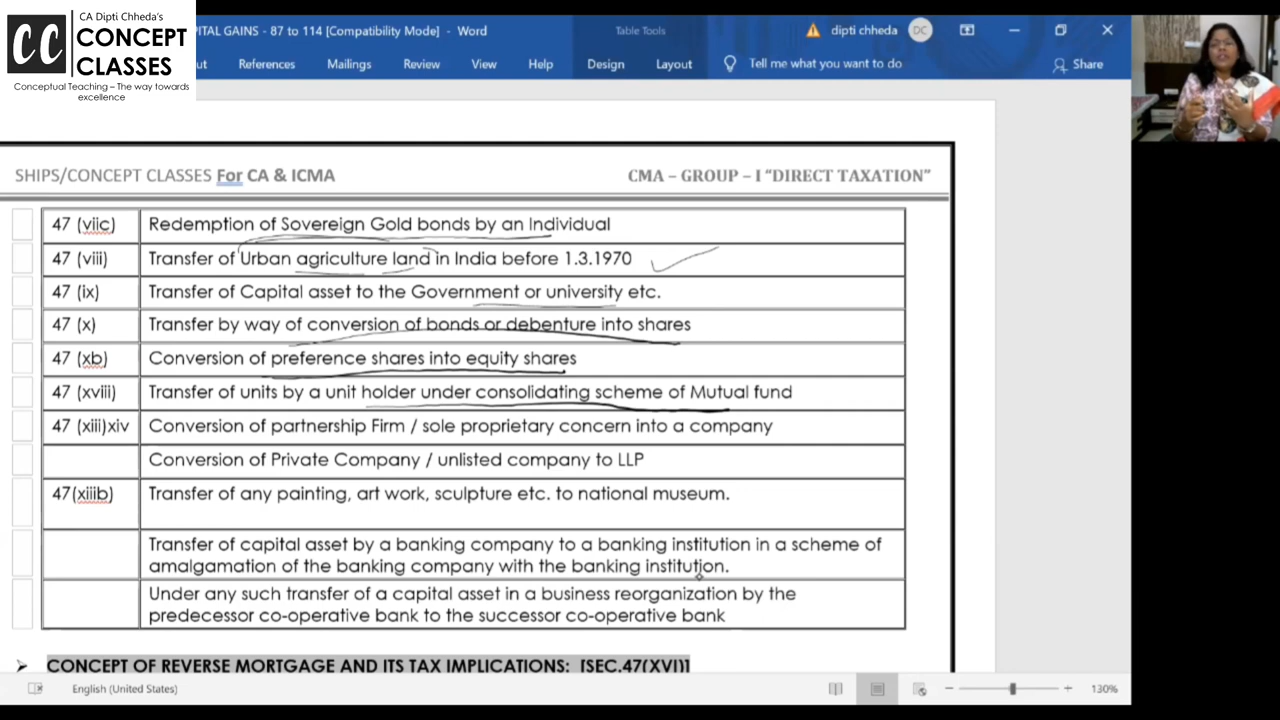 CA Dipti Chheda's
CC CONCEPT
CLASSES
Conceptual Teaching – The way towards
excellence
PITAL GAINS - 87 to 114 [Compatibility Mode] - Word
Table Tools
dipti chheda
DC
ut References Mailings Review View Help Design Layout Tell me what you want to do Share
SHIPS/CONCEPT CLASSES For CA & ICMA
CMA – GROUP – I "DIRECT TAXATION"
47 (viic) Redemption of Sovereign Gold bonds by an Individual
47 (viii) Transfer of Urban agriculture land in India before 1.3.1970
47 (ix) Transfer of Capital asset to the Government or university etc.
47 (x) Transfer by way of conversion of bonds or debenture into shares
47 (xb) Conversion of preference shares into equity shares
47 (xviii) Transfer of units by a unit holder under consolidating scheme of Mutual fund
47 (xiii)xiv Conversion of partnership Firm / sole proprietary concern into a company
Conversion of Private Company / unlisted company to LLP
47(xiiib) Transfer of any painting, art work, sculpture etc. to national museum.
Transfer of capital asset by a banking company to a banking institution in a scheme of
amalgamation of the banking company with the banking institution.
Under any such transfer of a capital asset in a business reorganization by the
predecessor co-operative bank to the successor co-operative bank
CONCEPT OF REVERSE MORTGAGE AND ITS TAX IMPLICATIONS: [SEC.47(XVI)]
English (United States)
130%